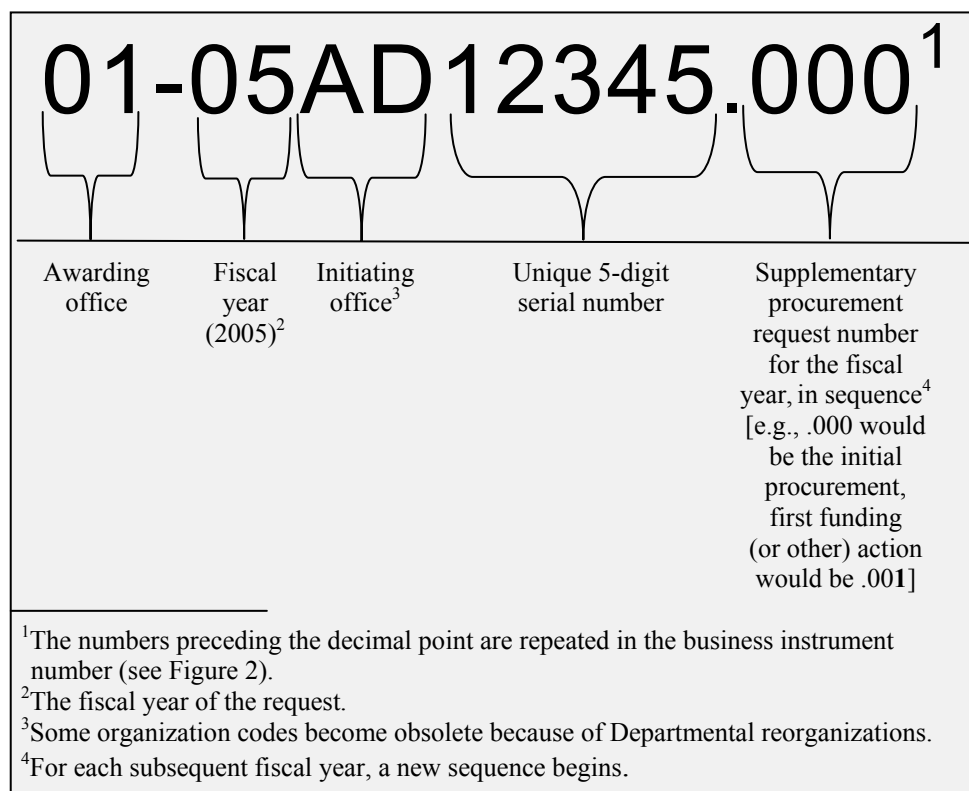 01-05AD12345.000¹
Awarding
office
Fiscal
year
(2005)²
Initiating
office³
Unique 5-digit
serial number
Supplementary
procurement
request number
for the fiscal
year, in sequence⁴
[e.g., .000 would
be the initial
procurement,
first funding
(or other) action
would be .001]
¹The numbers preceding the decimal point are repeated in the business instrument
number (see Figure 2).
²The fiscal year of the request.
³Some organization codes become obsolete because of Departmental reorganizations.
⁴For each subsequent fiscal year, a new sequence begins.